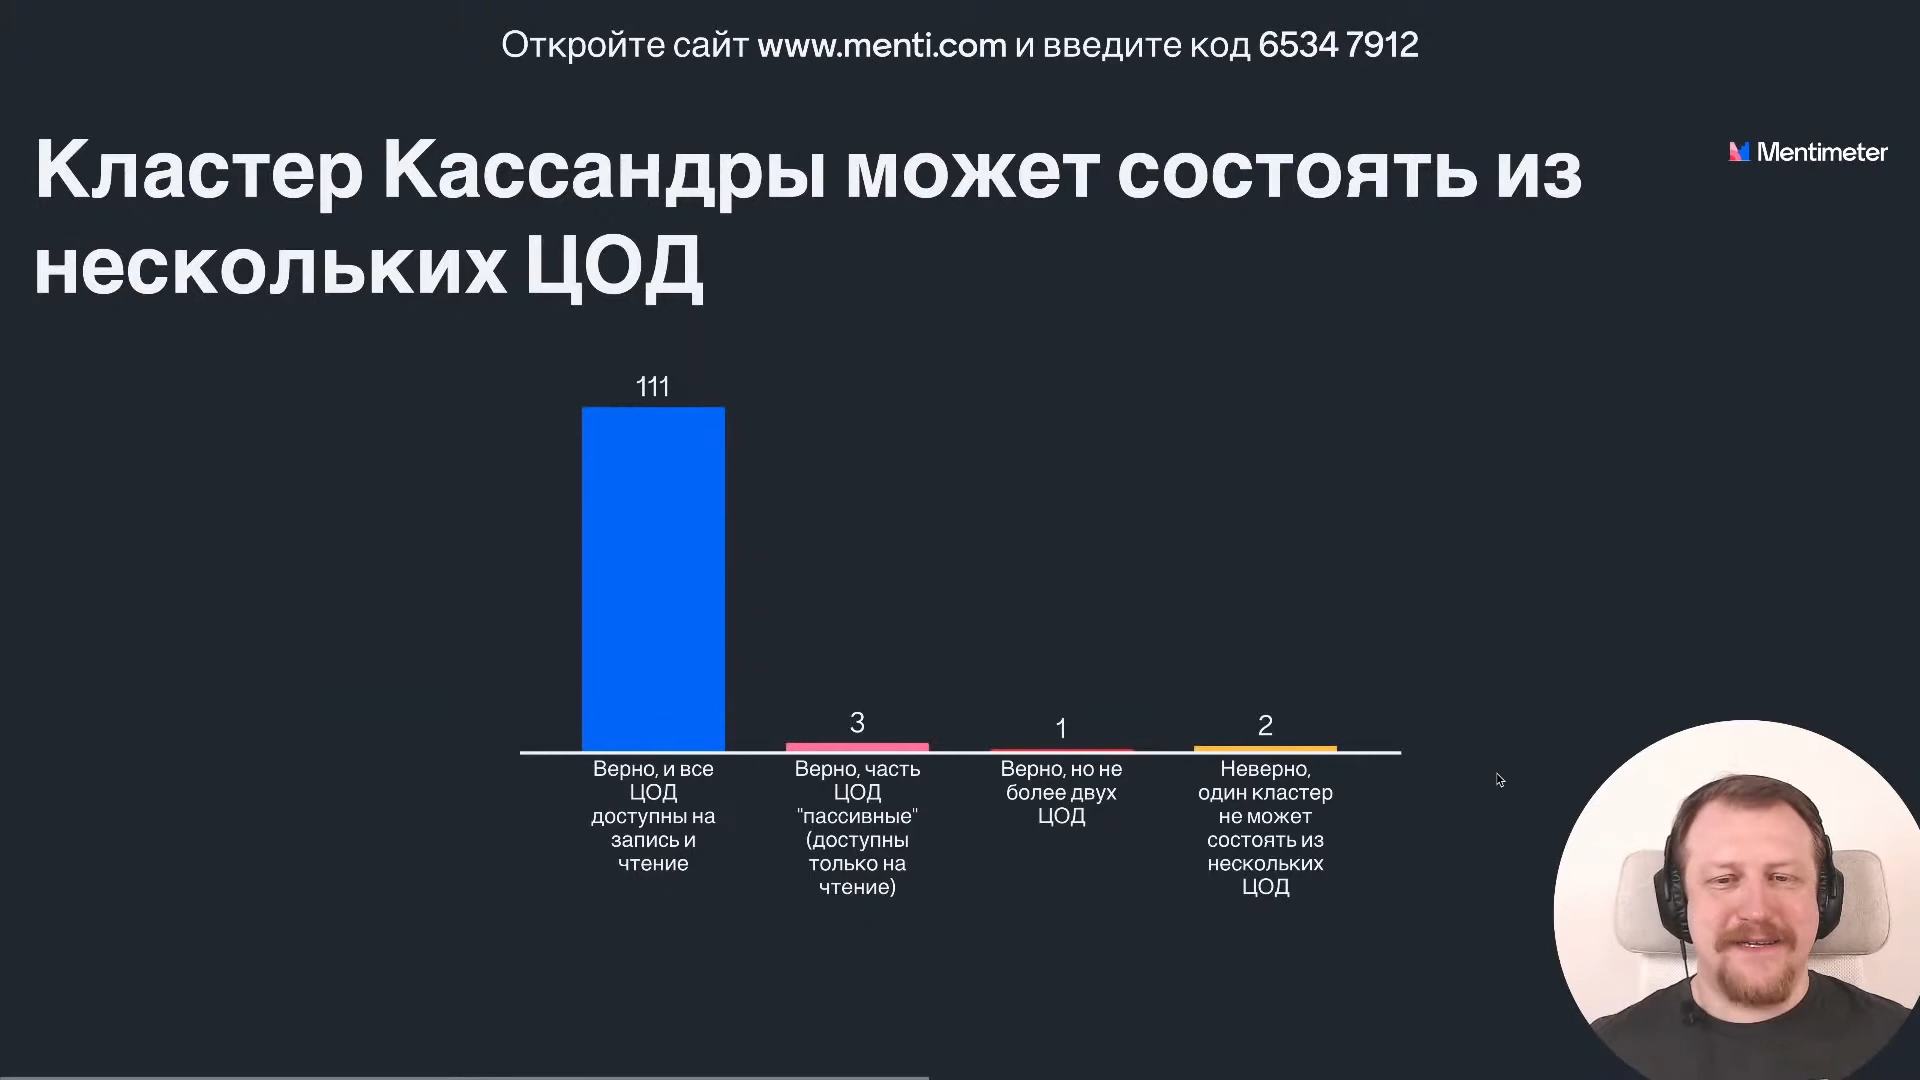 Откройте сайт www.menti.com и введите код 6534 7912
Кластер Кассандры может состоять из
нескольких ЦОД
Mentimeter
111
3
1
2
Верно, и все
ЦОД
доступны на
запись и
чтение
Верно, часть
ЦОД
"пассивные"
(доступны
только на
чтение)
Верно, но не
более двух
ЦОД
Неверно,
один кластер
не может
состоять из
нескольких
ЦОД